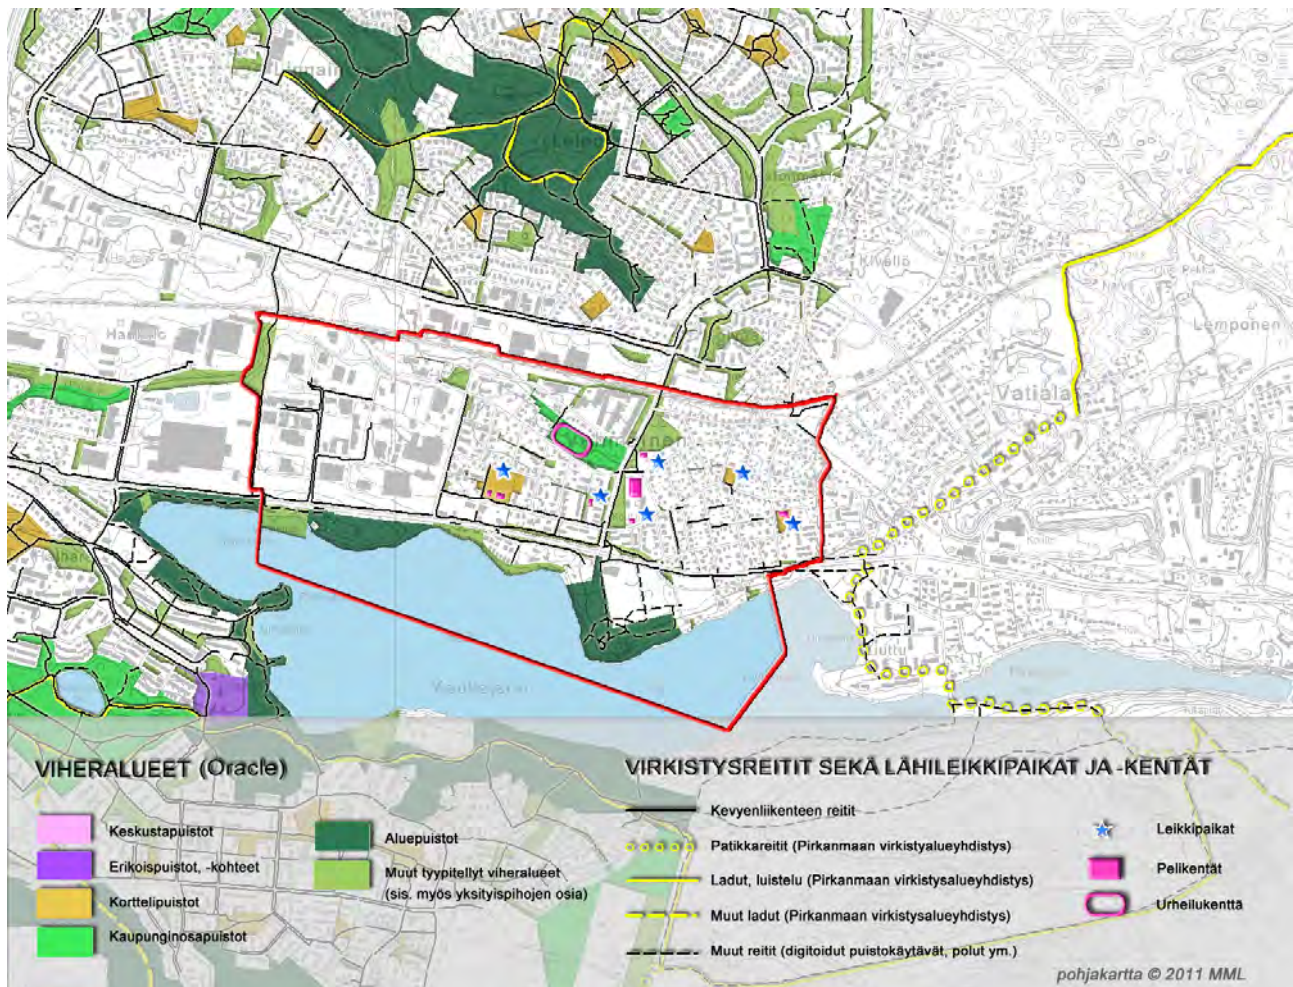 Vatiala
Lemponen
Kivellö
Liuttu
VIHERALUEET (Oracle)
Keskustapuistot
Erikoispuistot, -kohteet
Korttelipuistot
Kaupunginosapuistot
Aluepuistot
Muut tyypitellyt viheralueet
(sis. myös yksityispihojen osia)
VIRKISTYSREITIT SEKÄ LÄHILEIKKIPAIKAT JA -KENTÄT
Kevyenliikenteen reitit
Patikkareitit (Pirkanmaan virkistyalueyhdistys)
Ladut, luistelu (Pirkanmaan virkistysalueyhdistys)
Muut ladut (Pirkanmaan virkistysalueyhdistys)
Muut reitit (digitoidut puistokäytävät, polut ym.)
Leikkipaikat
Pelikentät
Urheilukenttä
pohjakartta © 2011 MML